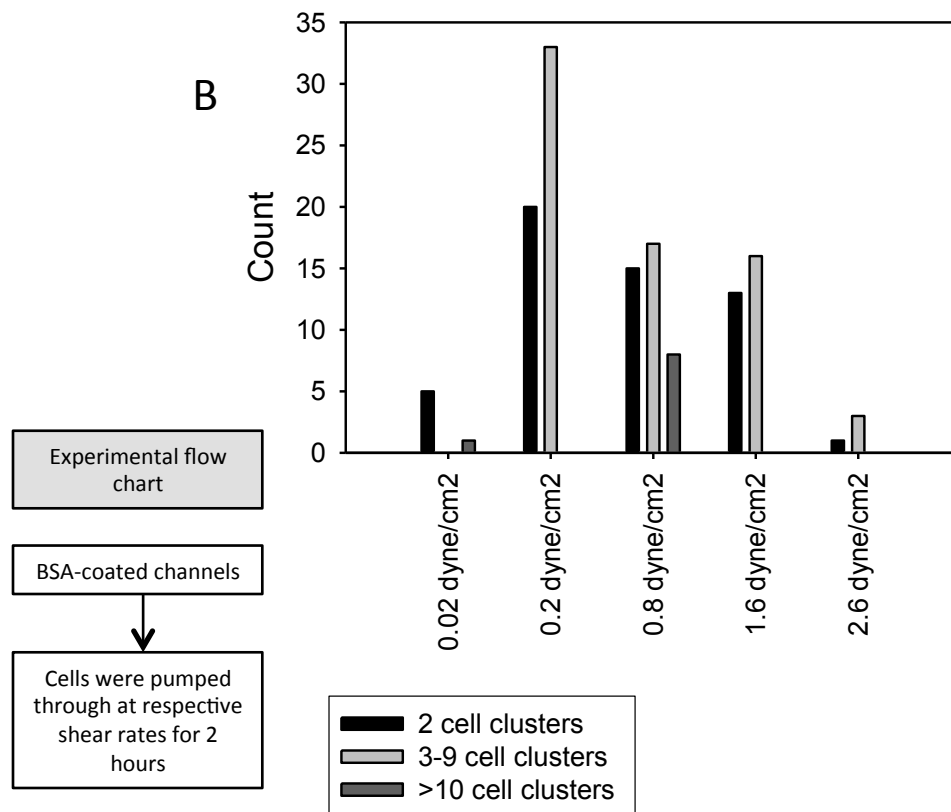 B
Count
35
30
25
20
15
10
5
0
0.02 dyne/cm2
0.2 dyne/cm2
0.8 dyne/cm2
1.6 dyne/cm2
2.6 dyne/cm2
Experimental flow
chart
BSA-coated channels
Cells were pumped
through at respective
shear rates for 2
hours
2 cell clusters
3-9 cell clusters
>10 cell clusters